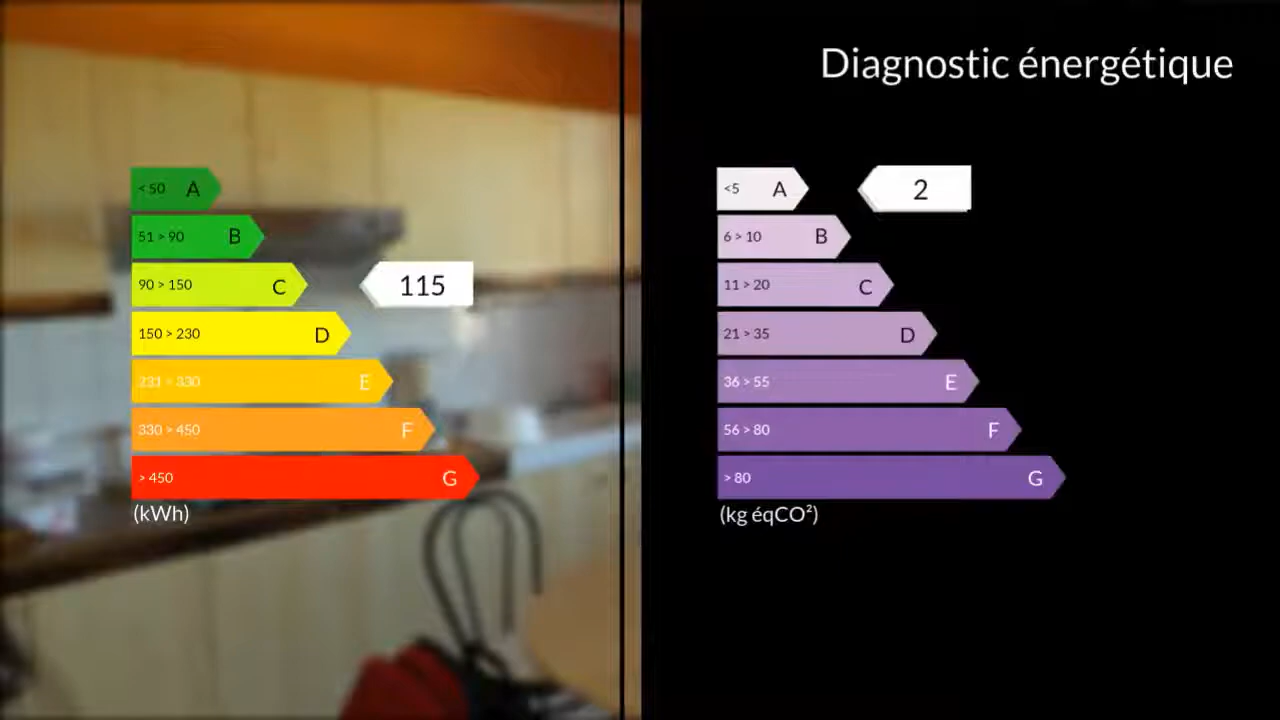 Diagnostic énergétique
<50 A
51 > 90 B
90 > 150 C
115
150 > 230 D
231 > 330 E
330 > 450 F
> 450 G
(kWh)
<5 A
2
6 > 10 B
11 > 20 C
21 > 35 D
36 > 55 E
56 > 80 F
> 80 G
(kg éqCO²)